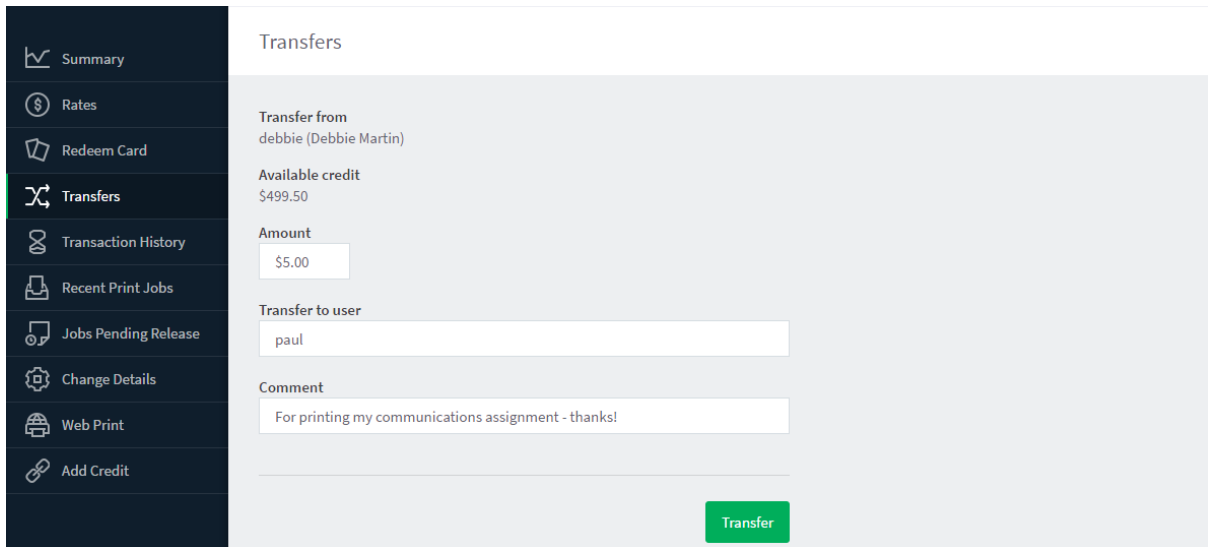 Summary
Rates
Redeem Card
Transfers
Transaction History
Recent Print Jobs
Jobs Pending Release
Change Details
Web Print
Add Credit
Transfers
Transfer from
debbie (Debbie Martin)
Available credit
$499.50
Amount
$5.00
Transfer to user
paul
Comment
For printing my communications assignment - thanks!
Transfer